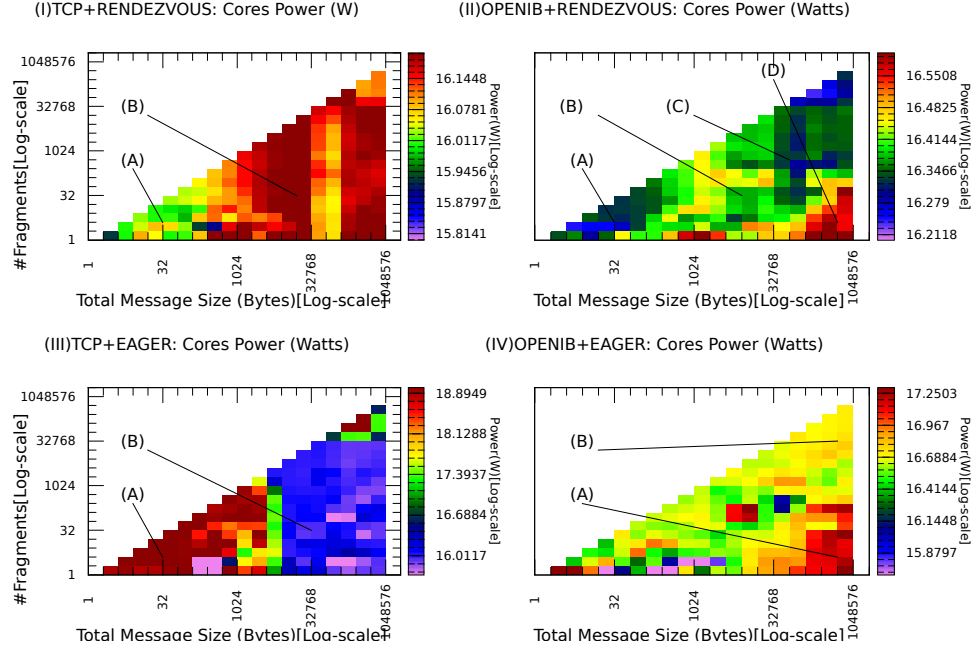 (I)TCP+RENDEZVOUS: Cores Power (W)
1048576
32768
1024
32
1
#Fragments[Log-scale]
(B)
(A)
1
32
1024
32768
1048576
Total Message Size (Bytes)[Log-scale]
16.1448
16.0781
16.0117
15.9456
15.8797
15.8141
Power(W)[Log-scale]
(II)OPENIB+RENDEZVOUS: Cores Power (Watts)
(D)
(B)
(C)
(A)
1
32
1024
32768
1048576
Total Message Size (Bytes)[Log-scale]
16.5508
16.4825
16.4144
16.3466
16.279
16.2118
Power(W)[Log-scale]
(III)TCP+EAGER: Cores Power (Watts)
1048576
32768
1024
32
1
#Fragments[Log-scale]
(B)
(A)
1
32
1024
32768
1048576
Total Message Size (Bytes)[Log-scale]
18.8949
18.1288
17.3937
16.6884
16.0117
Power(W)[Log-scale]
(IV)OPENIB+EAGER: Cores Power (Watts)
(B)
(A)
1
32
1024
32768
1048576
Total Message Size (Bytes)[Log-scale]
17.2503
16.967
16.6884
16.4144
16.1448
15.8797
Power(W)[Log-scale]